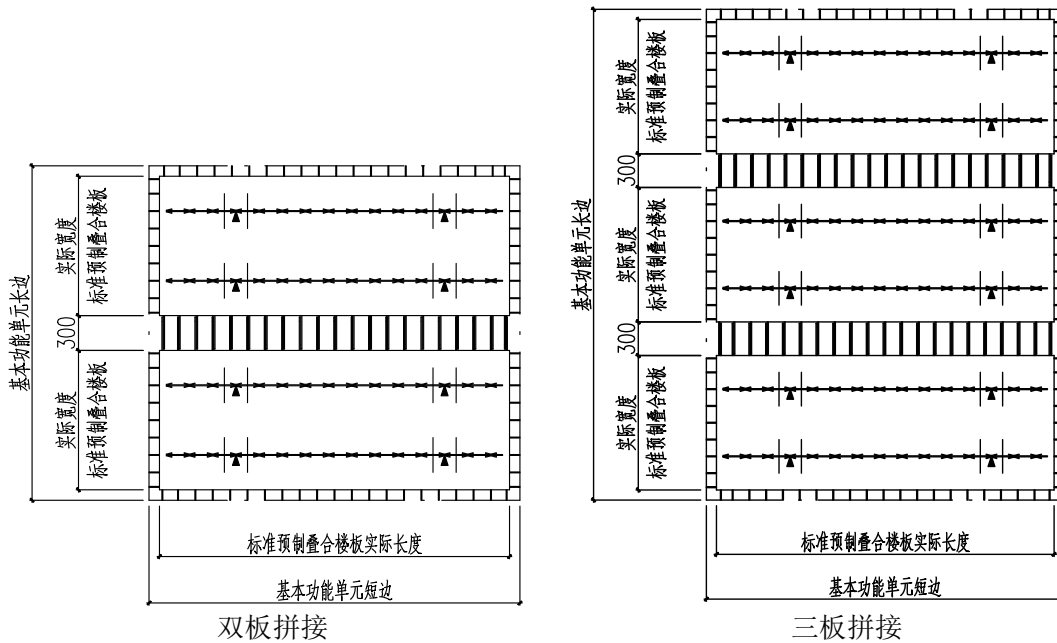 基本功能单元长边
实际宽度
标准预制叠合楼板
300
实际宽度
标准预制叠合楼板
标准预制叠合楼板实际长度
基本功能单元短边
双板拼接
基本功能单元长边
实际宽度
标准预制叠合楼板
300
实际宽度
标准预制叠合楼板
300
实际宽度
标准预制叠合楼板
标准预制叠合楼板实际长度
基本功能单元短边
三板拼接